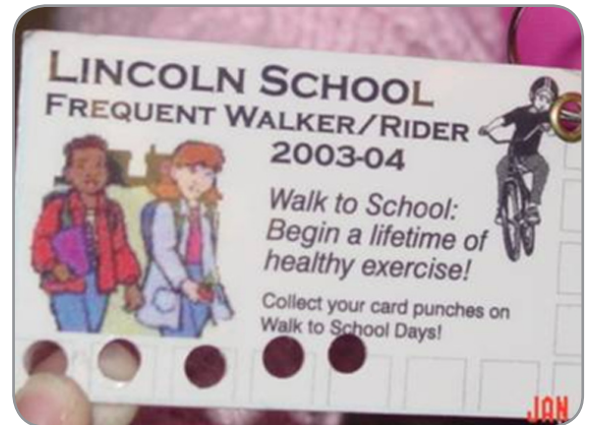 LINCOLN SCHOOL
FREQUENT WALKER/RIDER
2003-04
Walk to School:
Begin a lifetime of
healthy exercise!
Collect your card punches on
Walk to School Days!
JAN